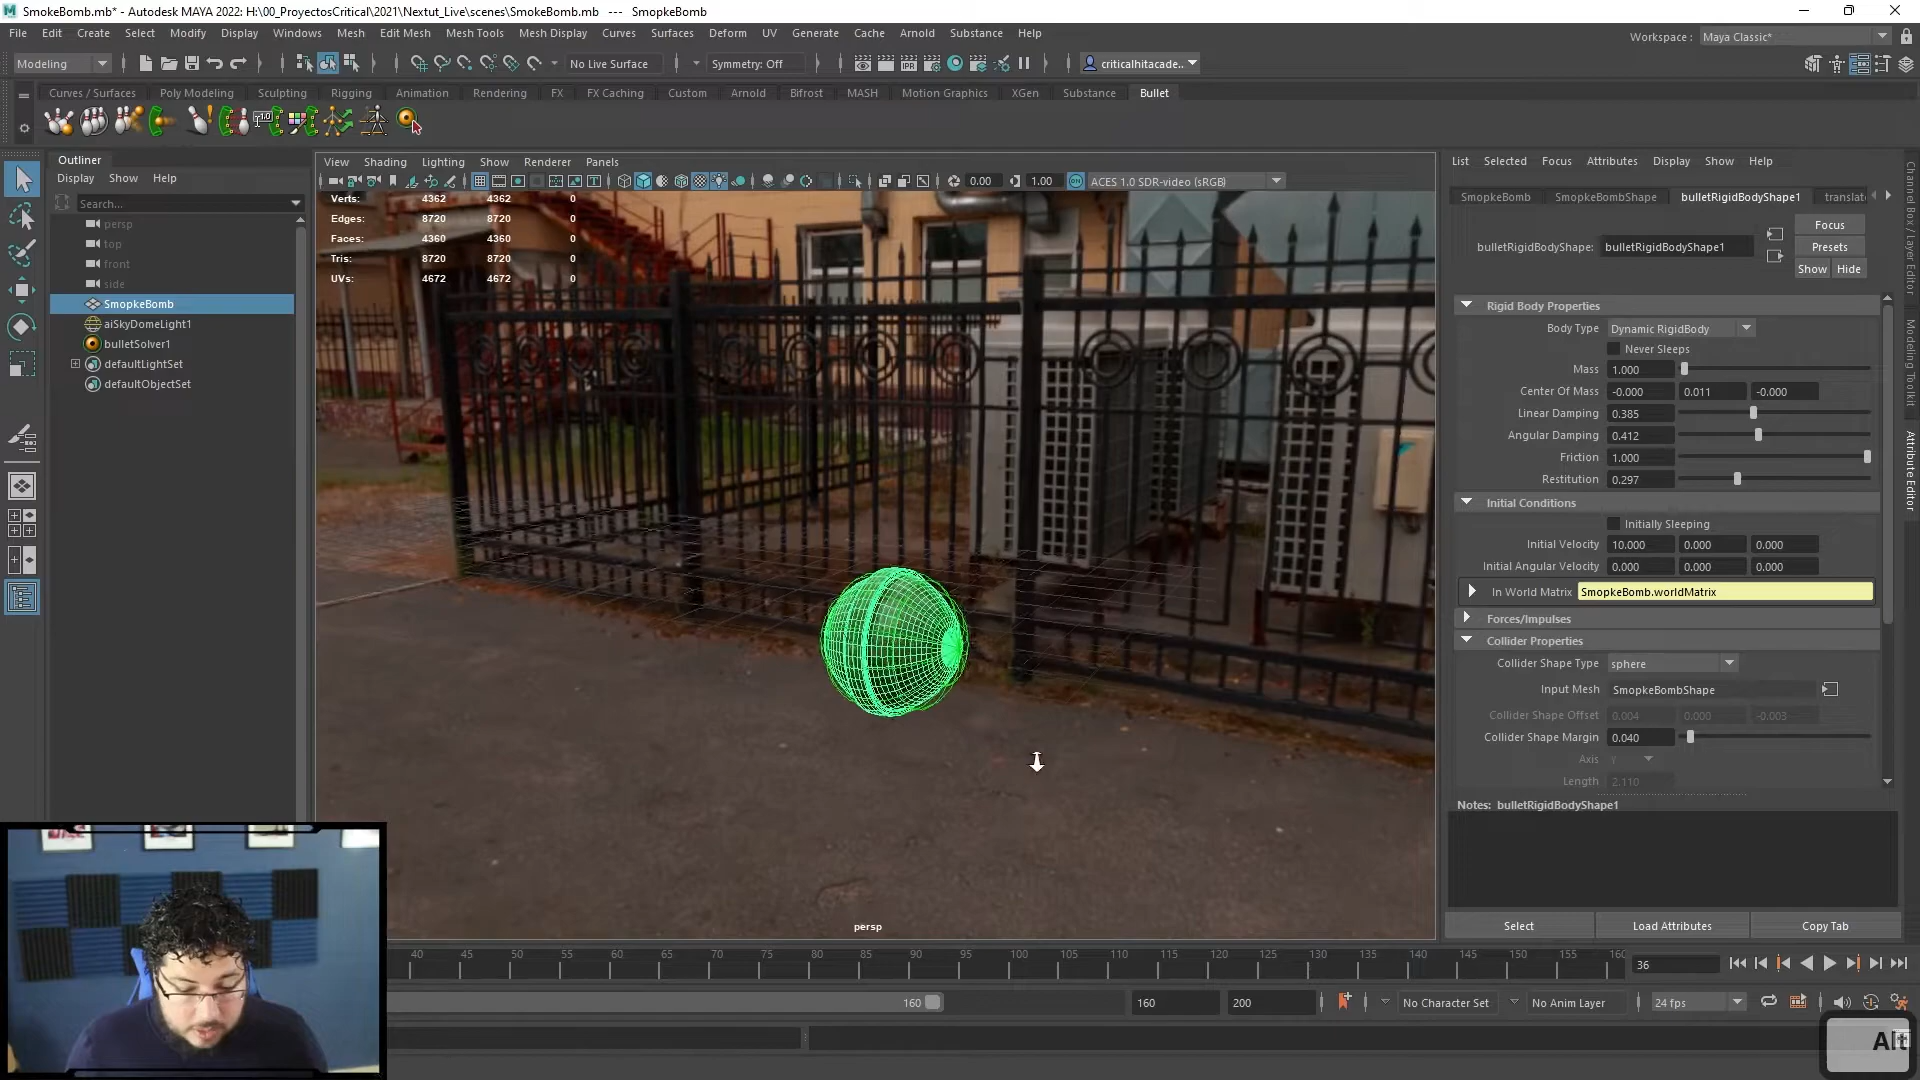 SmokeBomb.mb* - Autodesk MAYA 2022: H:\00_ProyectosCritical\2021\Nextut_Live\scenes\SmokeBomb.mb --- SmopkeBomb
File Edit Create Select Modify Display Windows Mesh Edit Mesh Mesh Tools Mesh Display Curves Surfaces Deform UV Generate Cache Arnold Substance Help
Workspace : Maya Classic*
Modeling
No Live Surface
Symmetry: Off
criticalhitacade..
Curves / Surfaces Poly Modeling Sculpting Rigging Animation Rendering FX FX Caching Custom Arnold Bifrost MASH Motion Graphics XGen Substance Bullet
Outliner
Display Show Help
Search...
persp
top
front
side
SmopkeBomb
aiSkyDomeLight1
bulletSolver1
defaultLightSet
defaultObjectSet
View Shading Lighting Show Renderer Panels
0.00 1.00 ON ACES 1.0 SDR-video (sRGB)
Verts: 4362 4362 0
Edges: 8720 8720 0
Faces: 4360 4360 0
Tris: 8720 8720 0
UVs: 4672 4672 0
persp
List Selected Focus Attributes Display Show Help
SmopkeBomb SmopkeBombShape bulletRigidBodyShape1 translat
Focus
bulletRigidBodyShape: bulletRigidBodyShape1
Presets
Show Hide
Rigid Body Properties
Body Type Dynamic RigidBody
Never Sleeps
Mass 1.000
Center Of Mass -0.000 0.011 -0.000
Linear Damping 0.385
Angular Damping 0.412
Friction 1.000
Restitution 0.297
Initial Conditions
Initially Sleeping
Initial Velocity 10.000 0.000 0.000
Initial Angular Velocity 0.000 0.000 0.000
In World Matrix SmopkeBomb.worldMatrix
Forces/Impulses
Collider Properties
Collider Shape Type sphere
Input Mesh SmopkeBombShape
Collider Shape Offset 0.004 0.000 -0.003
Collider Shape Margin 0.040
Axis Y
Length 2.110
Notes: bulletRigidBodyShape1
Select Load Attributes Copy Tab
Channel Box / Layer Editor
Modeling Toolkit
Attribute Editor
40 45 50 55 60 65 70 75 80 85 90 95 100 105 110 115 120 125 130 135 140 145 150 155 160
36
160
160
200
No Character Set
No Anim Layer
24 fps
Alt